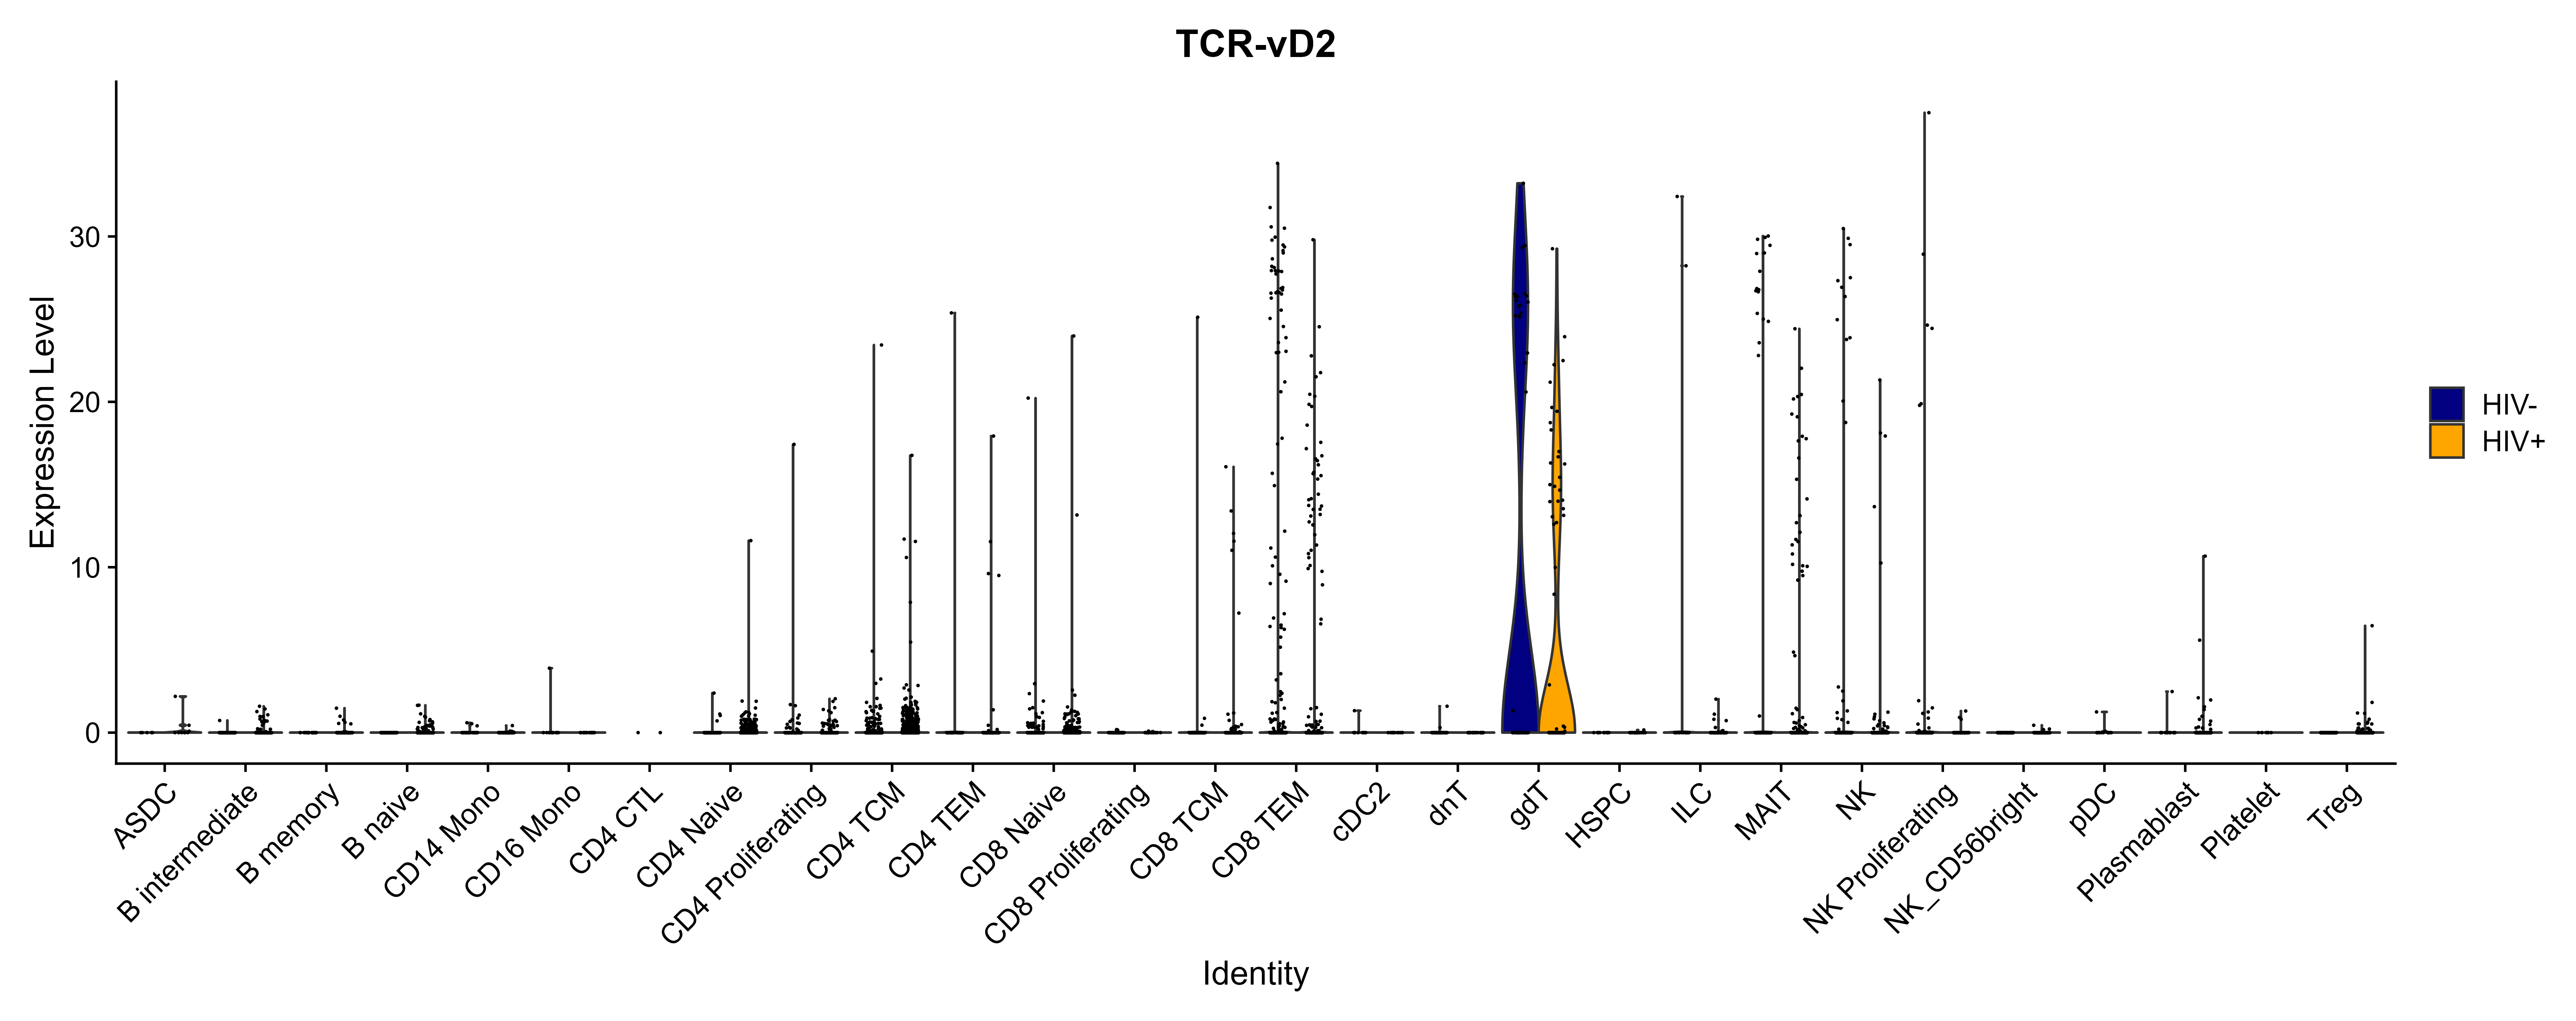 TCR-vD2
Expression Level
30
20
10
0
ASDC
B intermediate
B memory
B naive
CD14 Mono
CD16 Mono
CD4 CTL
CD4 Naive
CD4 Proliferating
CD4 TCM
CD4 TEM
CD8 Naive
CD8 Proliferating
CD8 TCM
CD8 TEM
cDC2
dnT
gdT
HSPC
ILC
MAIT
NK
NK Proliferating
NK_CD56bright
pDC
Plasmablast
Platelet
Treg
Identity
HIV-
HIV+